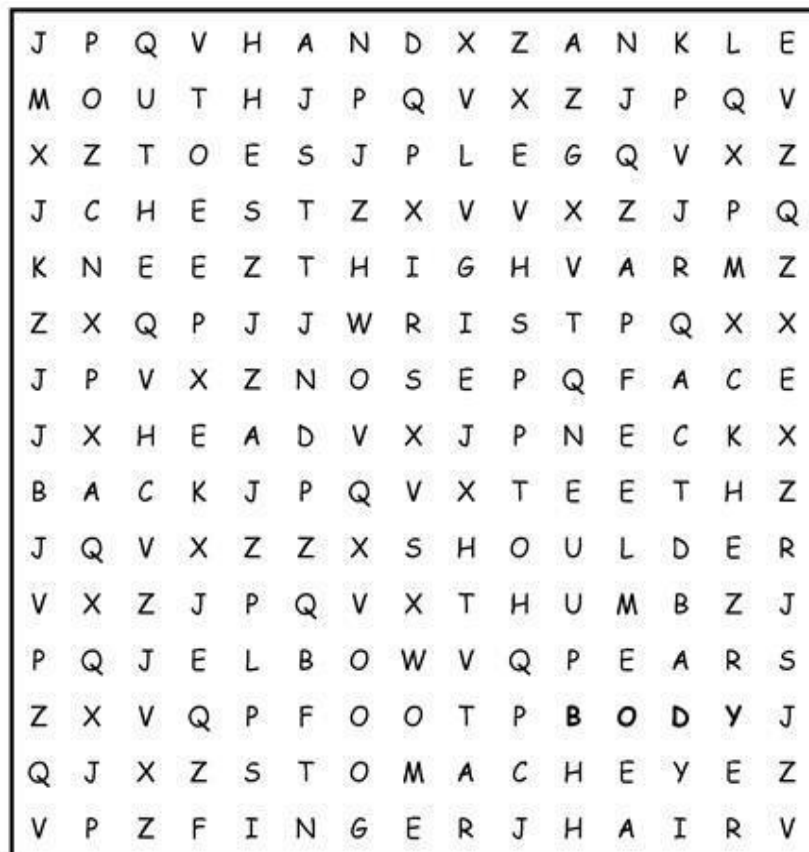 J P Q V H A N D X Z A N K L E
M O U T H J P Q V X Z J P Q V
X Z T O E S J P L E G Q V X Z
J C H E S T Z X V V X Z J P Q
K N E E Z T H I G H V A R M Z
Z X Q P J J W R I S T P Q X X
J P V X Z N O S E P Q F A C E
J X H E A D V X J P N E C K X
B A C K J P Q V X T E E T H Z
J Q V X Z Z X S H O U L D E R
V X Z J P Q V X T H U M B Z J
P Q J E L B O W V Q P E A R S
Z X V Q P F O O T P B O D Y J
Q J X Z S T O M A C H E Y E Z
V P Z F I N G E R J H A I R V